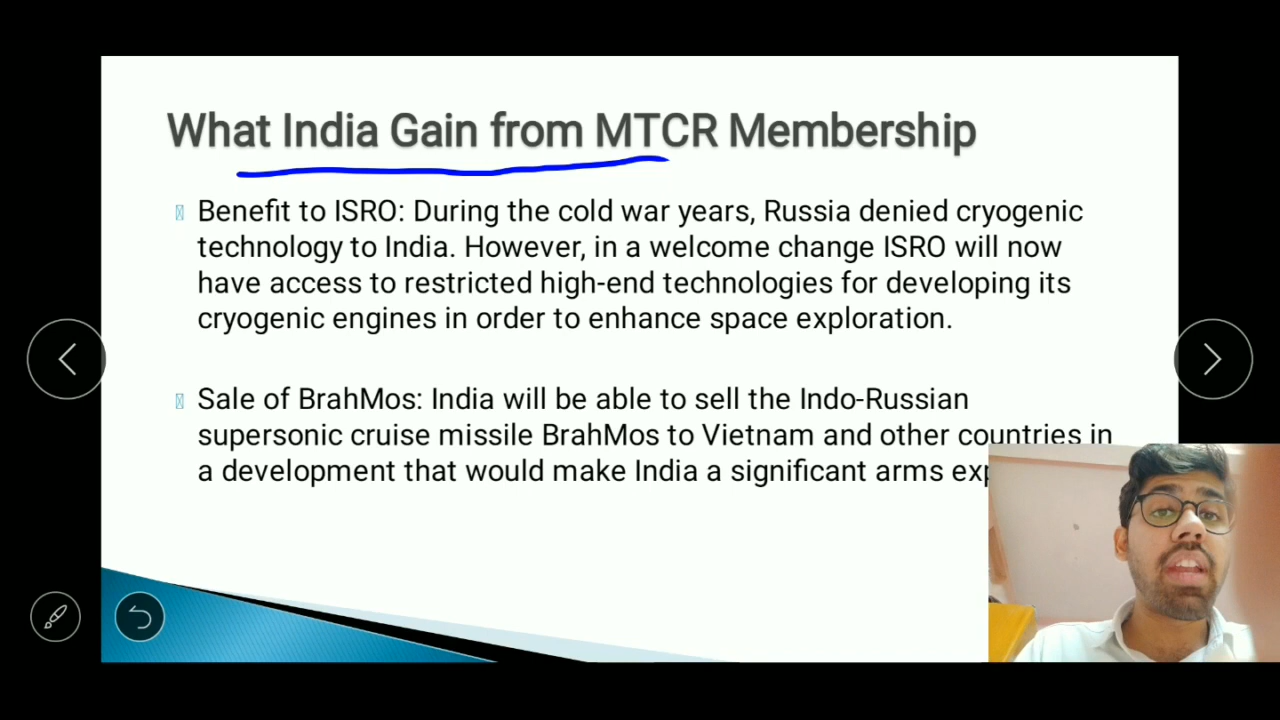 What India Gain from MTCR Membership
Benefit to ISRO: During the cold war years, Russia denied cryogenic
technology to India. However, in a welcome change ISRO will now
have access to restricted high-end technologies for developing its
cryogenic engines in order to enhance space exploration.
Sale of BrahMos: India will be able to sell the Indo-Russian
supersonic cruise missile BrahMos to Vietnam and other countries in
a development that would make India a significant arms